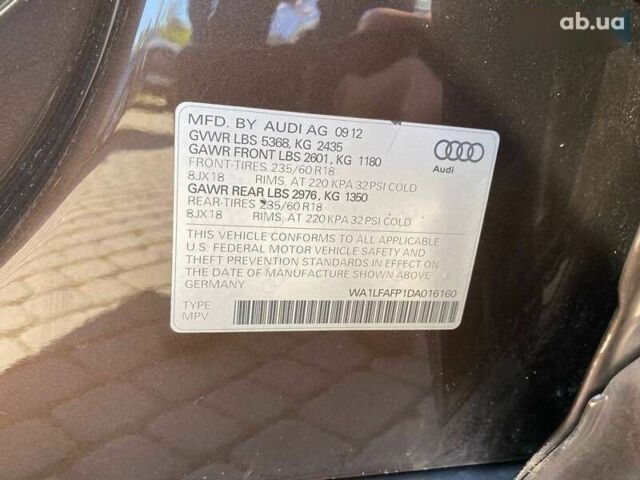 ab.ua
MFD. BY AUDI AG 09 12
GVWR LBS 5368, KG 2435
GAWR FRONT LBS 2601, KG 1180
FRONT-TIRES 235/60 R18
8JX18 RIMS, AT 220 KPA 32 PSI COLD
GAWR REAR LBS 2976, KG 1350
REAR-TIRES 235/60 R18
8JX18 RIMS, AT 220 KPA 32 PSI COLD
Audi
THIS VEHICLE CONFORMS TO ALL APPLICABLE
U.S. FEDERAL MOTOR VEHICLE SAFETY AND
THEFT PREVENTION STANDARDS IN EFFECT ON
DATE OF MANUFACTURE SHOWN ABOVE.
GERMANY
WA1LFAFP1DA016160
TYPE
MPV